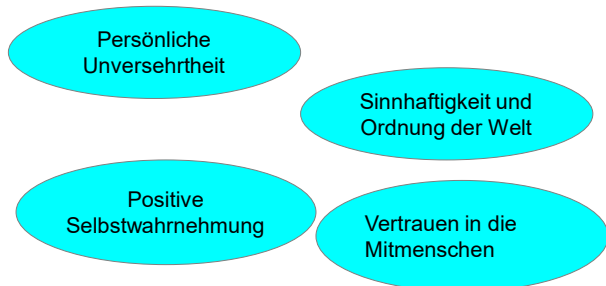 Persönliche
Unversehrtheit
Sinnhaftigkeit und
Ordnung der Welt
Positive
Selbstwahrnehmung
Vertrauen in die
Mitmenschen